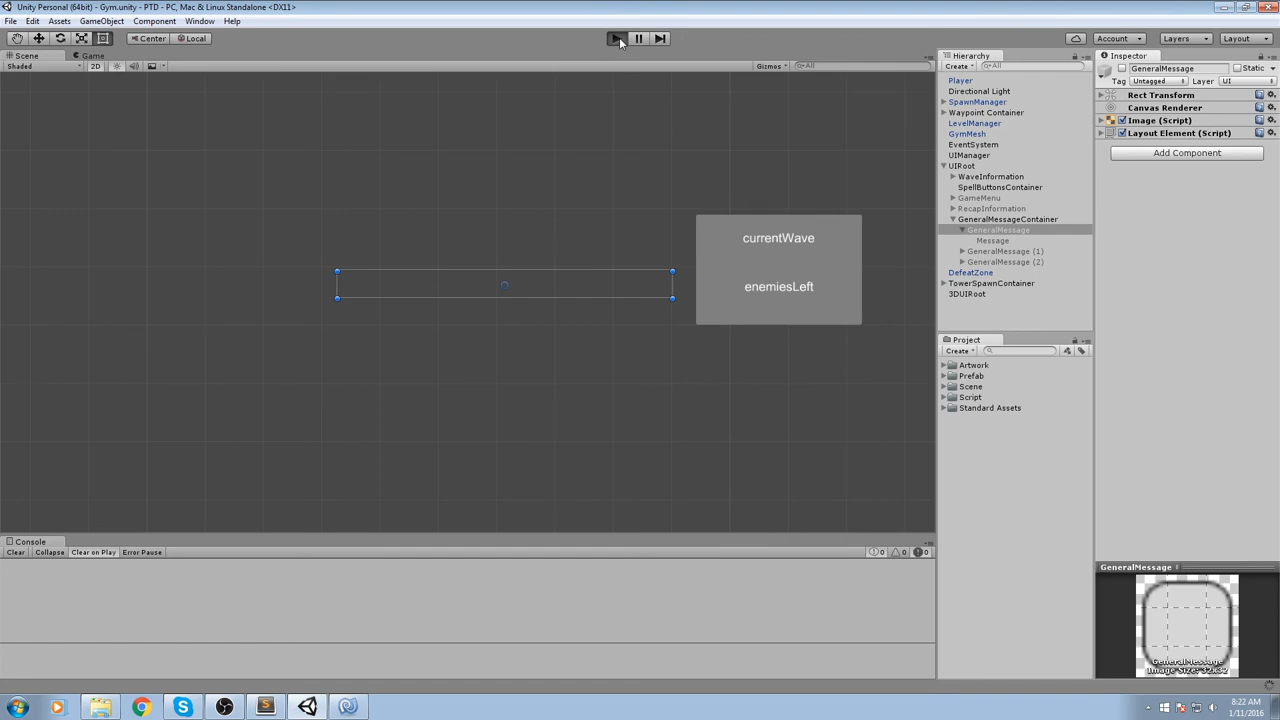 Unity Personal (64bit) - Gym.unity - PTD - PC, Mac & Linux Standalone <DX11>
File Edit Assets GameObject Component Window Help
Center Local Account Layers Layout
Scene Game Hierarchy Inspector
Shaded 2D Gizmos All Create All
GeneralMessage Static
Tag Untagged Layer UI
Player
Directional Light
SpawnManager
Waypoint Container
LevelManager
GymMesh
EventSystem
UIManager
UIRoot
WaveInformation
SpellButtonsContainer
GameMenu
RecapInformation
GeneralMessageContainer
GeneralMessage
Message
GeneralMessage (1)
GeneralMessage (2)
DefeatZone
TowerSpawnContainer
3DUIRoot
Rect Transform
Canvas Renderer
Image (Script)
Layout Element (Script)
Add Component
currentWave
enemiesLeft
Project
Create
Artwork
Prefab
Scene
Script
Standard Assets
Console
Clear Collapse Clear on Play Error Pause 0 0 0
GeneralMessage
GeneralMessage
Image Size: 32x32
8:22 AM
1/11/2016